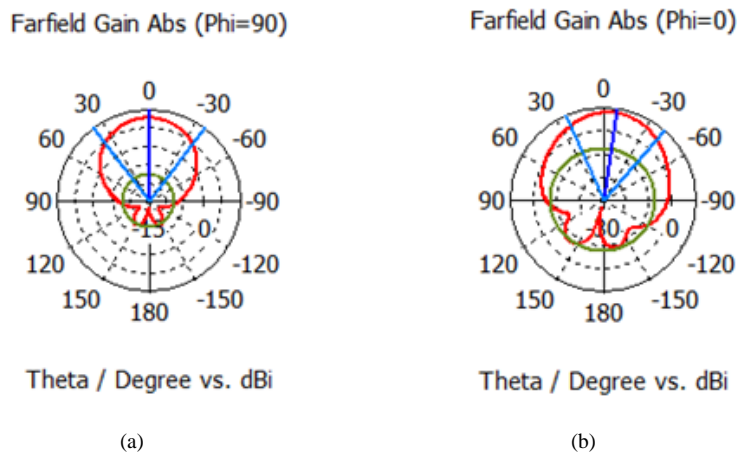 Farfield Gain Abs (Phi=90)
0
30 -30
60 -60
90 0 -90
120 -120
150 -150
180
Theta / Degree vs. dBi
(a)
Farfield Gain Abs (Phi=0)
0
30 -30
60 -60
90 0 -90
120 -120
150 -150
180
Theta / Degree vs. dBi
(b)